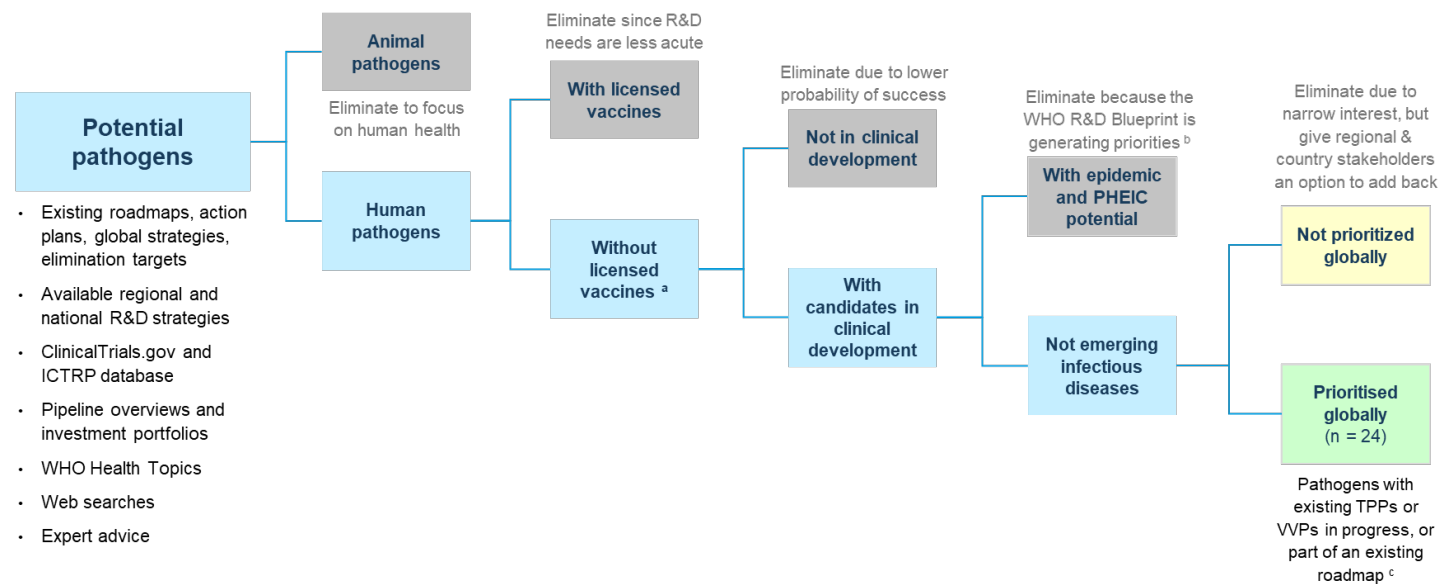 Potential
pathogens
• Existing roadmaps, action
plans, global strategies,
elimination targets
• Available regional and
national R&D strategies
• ClinicalTrials.gov and
ICTRP database
• Pipeline overviews and
investment portfolios
• WHO Health Topics
• Web searches
• Expert advice
Animal
pathogens
Eliminate to focus
on human health
Human
pathogens
Eliminate since R&D
needs are less acute
With licensed
vaccines
Without
licensed
vaccines ᵃ
Eliminate due to lower
probability of success
Not in clinical
development
With
candidates in
clinical
development
Eliminate because the
WHO R&D Blueprint is
generating priorities ᵇ
With epidemic
and PHEIC
potential
Not emerging
infectious
diseases
Eliminate due to
narrow interest, but
give regional &
country stakeholders
an option to add back
Not prioritized
globally
Prioritised
globally
(n = 24)
Pathogens with
existing TPPs or
VVPs in progress, or
part of an existing
roadmap ᶜ